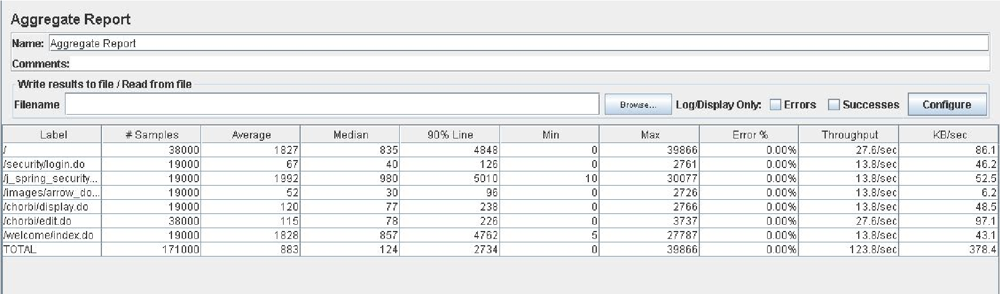 Aggregate Report
Name: Aggregate Report
Comments:
Write results to file / Read from file
Filename Browse... Log/Display Only: Errors Successes Configure
Label # Samples Average Median 90% Line Min Max Error % Throughput KB/sec
/ 38000 1827 835 4848 0 39866 0.00% 27.6/sec 86.1
/security/login.do 19000 67 40 126 0 2761 0.00% 13.8/sec 46.2
/j_spring_security... 19000 1992 980 5010 10 30077 0.00% 13.8/sec 52.5
/images/arrow_do... 19000 52 30 96 0 2726 0.00% 13.8/sec 6.2
/chorbi/display.do 19000 120 77 238 0 2766 0.00% 13.8/sec 48.5
/chorbi/edit.do 38000 115 78 226 0 3737 0.00% 27.6/sec 97.1
/welcome/index.do 19000 1828 857 4762 5 27787 0.00% 13.8/sec 43.1
TOTAL 171000 883 124 2734 0 39866 0.00% 123.8/sec 378.4